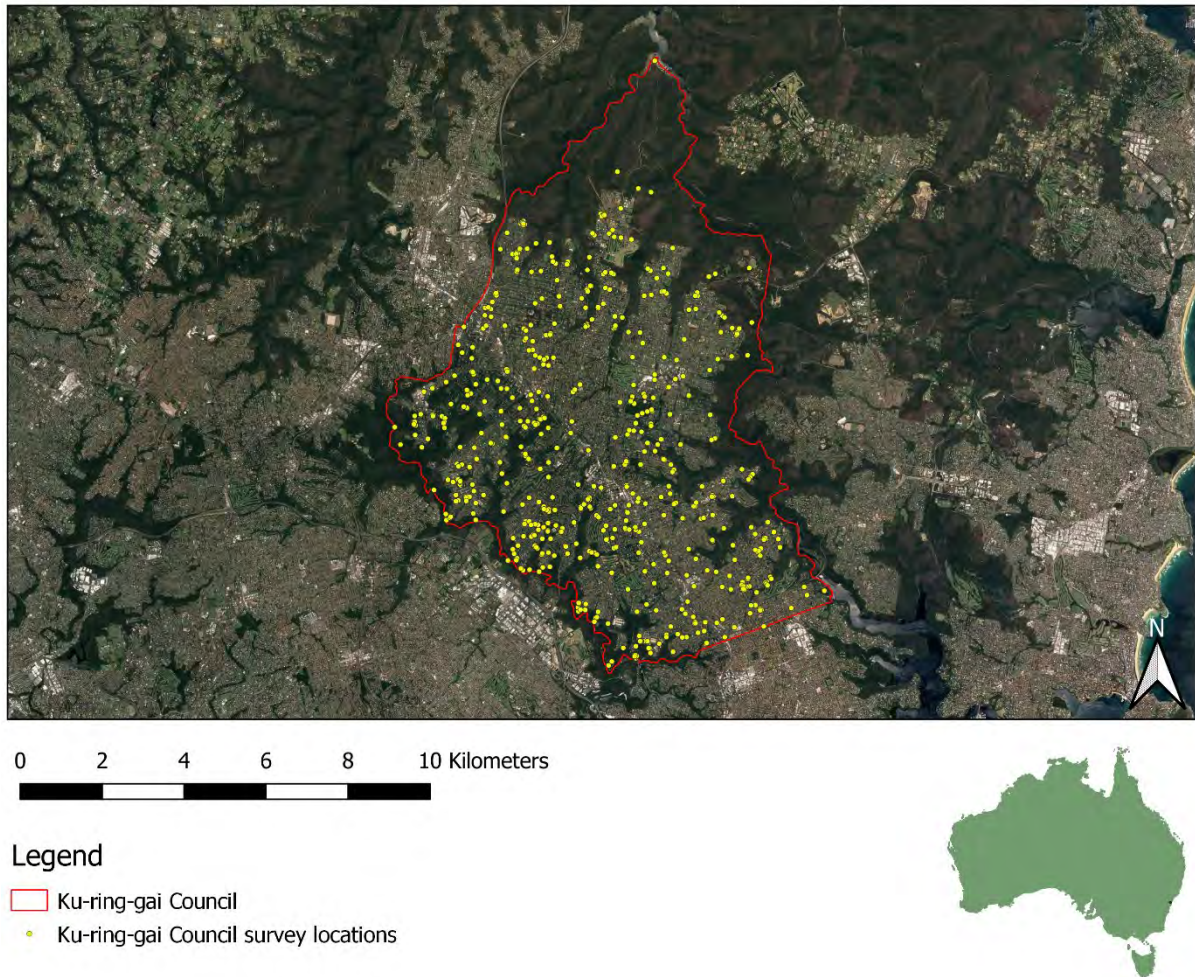 N
0 2 4 6 8 10 Kilometers
Legend
Ku-ring-gai Council
Ku-ring-gai Council survey locations